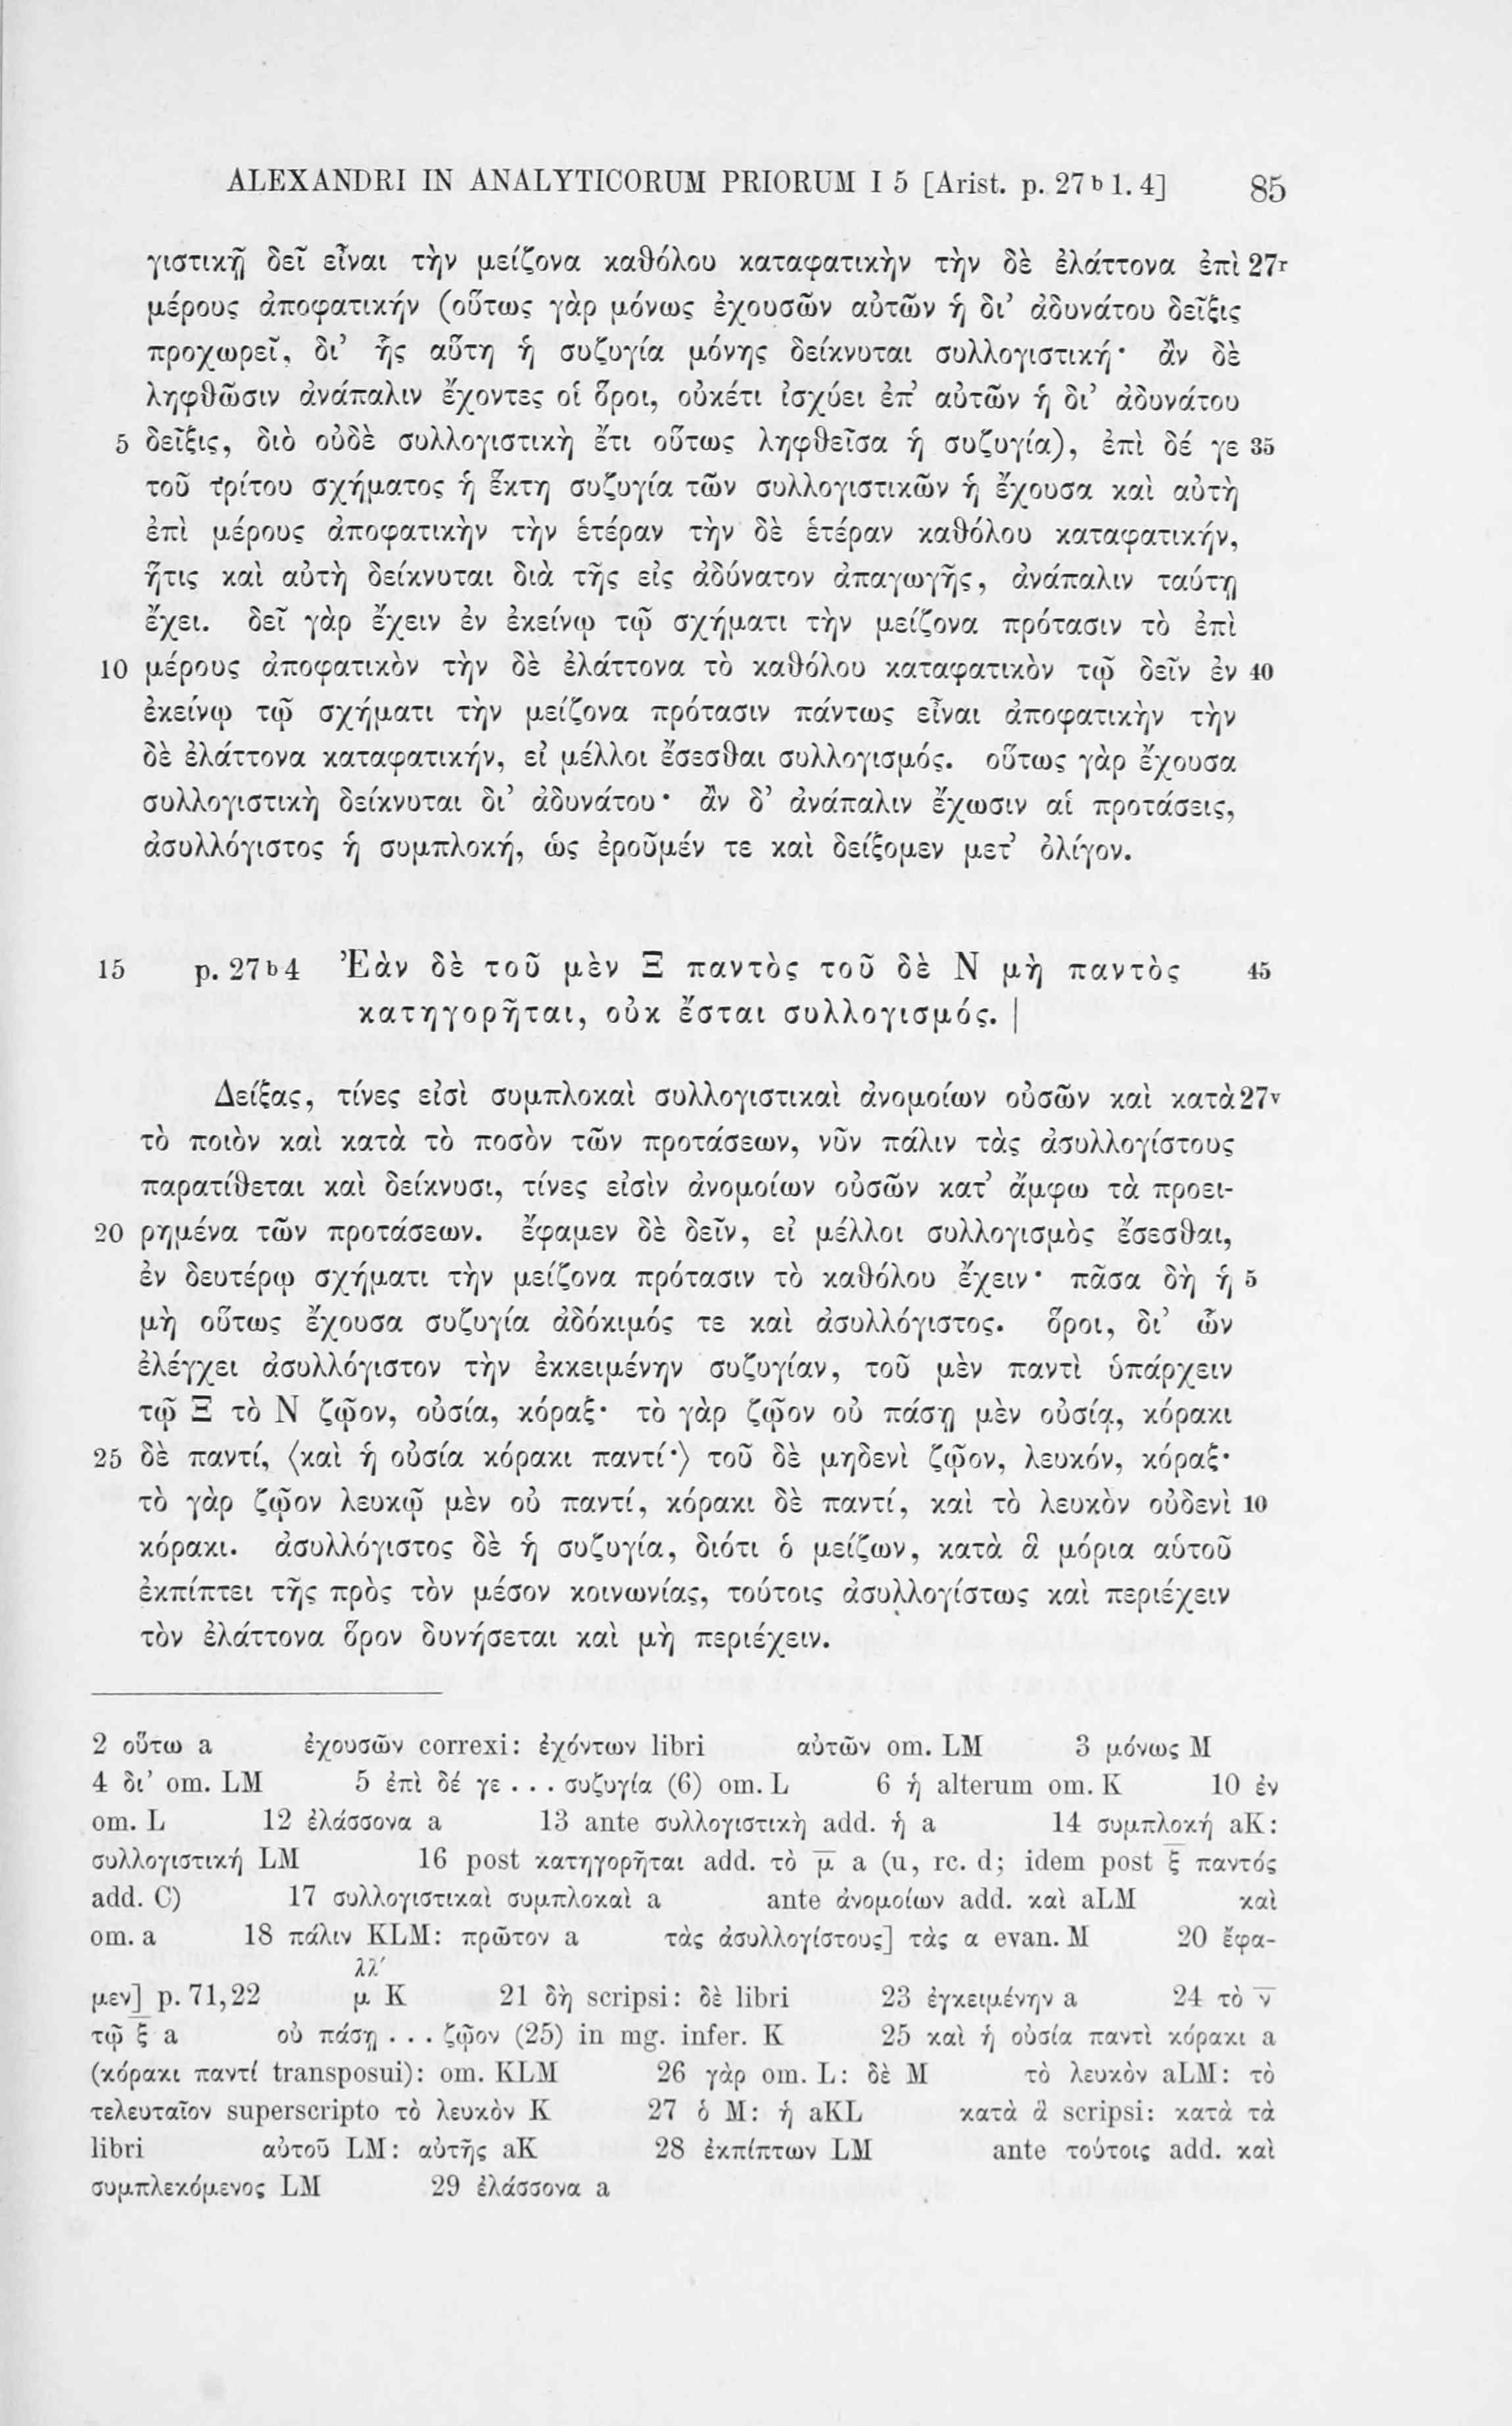 ALEXANDRI IN ANALYTICORUM PRIORUM I 5 [Arist. p. 27 b 1. 4] 85
γιστικῇ δεῖ εἶναι τὴν μείζονα καθόλου καταφατικὴν τὴν δὲ ἐλάττονα ἐπὶ 27r
μέρους ἀποφατικήν (οὕτως γὰρ μόνως ἐχουσῶν αὐτῶν ἡ δι’ ἀδυνάτου δεῖξις
προχωρεῖ, δι’ ἧς αὕτη ἡ συζυγία μόνης δείκνυται συλλογιστική· ἂν δὲ
ληφθῶσιν ἀνάπαλιν ἔχοντες οἱ ὅροι, οὐκέτι ἰσχύει ἐπ’ αὐτῶν ἡ δι’ ἀδυνάτου
5 δεῖξις, διὸ οὐδὲ συλλογιστικὴ ἔτι οὕτως ληφθεῖσα ἡ συζυγία), ἐπὶ δέ γε 35
τοῦ τρίτου σχήματος ἡ ἕκτη συζυγία τῶν συλλογιστικῶν ἡ ἔχουσα καὶ αὐτὴ
ἐπὶ μέρους ἀποφατικὴν τὴν ἑτέραν τὴν δὲ ἑτέραν καθόλου καταφατικήν,
ἥτις καὶ αὐτὴ δείκνυται διὰ τῆς εἰς ἀδύνατον ἀπαγωγῆς, ἀνάπαλιν ταύτῃ
ἔχει. δεῖ γὰρ ἔχειν ἐν ἐκείνῳ τῷ σχήματι τὴν μείζονα πρότασιν τὸ ἐπὶ
10 μέρους ἀποφατικὸν τὴν δὲ ἐλάττονα τὸ καθόλου καταφατικὸν τῷ δεῖν ἐν 40
ἐκείνῳ τῷ σχήματι τὴν μείζονα πρότασιν πάντως εἶναι ἀποφατικὴν τὴν
δὲ ἐλάττονα καταφατικήν, εἰ μέλλοι ἔσεσθαι συλλογισμός. οὕτως γὰρ ἔχουσα
συλλογιστικὴ δείκνυται δι’ ἀδυνάτου· ἂν δ’ ἀνάπαλιν ἔχωσιν αἱ προτάσεις,
ἀσυλλόγιστος ἡ συμπλοκή, ὡς ἐροῦμέν τε καὶ δείξομεν μετ’ ὀλίγον.
15 p. 27 b 4 Ἐὰν δὲ τοῦ μὲν Ξ παντὸς τοῦ δὲ Ν μὴ παντὸς 45
κατηγορῆται, οὐκ ἔσται συλλογισμός. |
Δείξας, τίνες εἰσὶ συμπλοκαὶ συλλογιστικαὶ ἀνομοίων οὐσῶν καὶ κατὰ 27v
τὸ ποιὸν καὶ κατὰ τὸ ποσὸν τῶν προτάσεων, νῦν πάλιν τὰς ἀσυλλογίστους
παρατίθεται καὶ δείκνυσι, τίνες εἰσὶν ἀνομοίων οὐσῶν κατ’ ἄμφω τὰ προει-
20 ρημένα τῶν προτάσεων. ἔφαμεν δὲ δεῖν, εἰ μέλλοι συλλογισμὸς ἔσεσθαι,
ἐν δευτέρῳ σχήματι τὴν μείζονα πρότασιν τὸ καθόλου ἔχειν· πᾶσα δὴ ἡ 5
μὴ οὕτως ἔχουσα συζυγία ἀδόκιμός τε καὶ ἀσυλλόγιστος. ὅροι, δι’ ὧν
ἐλέγχει ἀσυλλόγιστον τὴν ἐκκειμένην συζυγίαν, τοῦ μὲν παντὶ ὑπάρχειν
τῷ Ξ τὸ Ν ζῷον, οὐσία, κόραξ· τὸ γὰρ ζῷον οὐ πάσῃ μὲν οὐσίᾳ, κόρακι
25 δὲ παντί, ⟨καὶ ἡ οὐσία κόρακι παντί·⟩ τοῦ δὲ μηδενὶ ζῷον, λευκόν, κόραξ·
τὸ γὰρ ζῷον λευκῷ μὲν οὐ παντί, κόρακι δὲ παντί, καὶ τὸ λευκὸν οὐδενὶ 10
κόρακι. ἀσυλλόγιστος δὲ ἡ συζυγία, διότι ὁ μείζων, κατὰ ἃ μόρια αὑτοῦ
ἐκπίπτει τῆς πρὸς τὸν μέσον κοινωνίας, τούτοις ἀσυλλογίστως καὶ περιέχειν
τὸν ἐλάττονα ὅρον δυνήσεται καὶ μὴ περιέχειν.
2 οὕτω a ἐχουσῶν correxi: ἐχόντων libri αὐτῶν om. LM 3 μόνως M
4 δι’ om. LM 5 ἐπὶ δέ γε . . . συζυγία (6) om. L 6 ἡ alterum om. K 10 ἐν
om. L 12 ἐλάσσονα a 13 ante συλλογιστικὴ add. ἡ a 14 συμπλοκή aK:
συλλογιστική LM 16 post κατηγορῆται add. τὸ μ̅ a (u, rc. d; idem post ξ̅ παντός
add. C) 17 συλλογιστικαὶ συμπλοκαὶ a ante ἀνομοίων add. καὶ aLM καὶ
om. a 18 πάλιν KLM: πρῶτον a τὰς ἀσυλλογίστους] τὰς α evan. M 20 ἔφα-
λλ´
μεν] p. 71,22 μ K 21 δὴ scripsi: δὲ libri 23 ἐγκειμένην a 24 τὸ ν̅
τῷ ξ̅ a οὐ πάσῃ . . . ζῷον (25) in mg. infer. K 25 καὶ ἡ οὐσία παντὶ κόρακι a
(κόρακι παντί transposui): om. KLM 26 γὰρ om. L: δὲ M τὸ λευκὸν aLM: τὸ
τελευταῖον superscripto τὸ λευκὸν K 27 ὁ M: ἡ aKL κατὰ ἃ scripsi: κατὰ τὰ
libri αὑτοῦ LM: αὐτῆς aK 28 ἐκπίπτων LM ante τούτοις add. καὶ
συμπλεκόμενος LM 29 ἐλάσσονα a